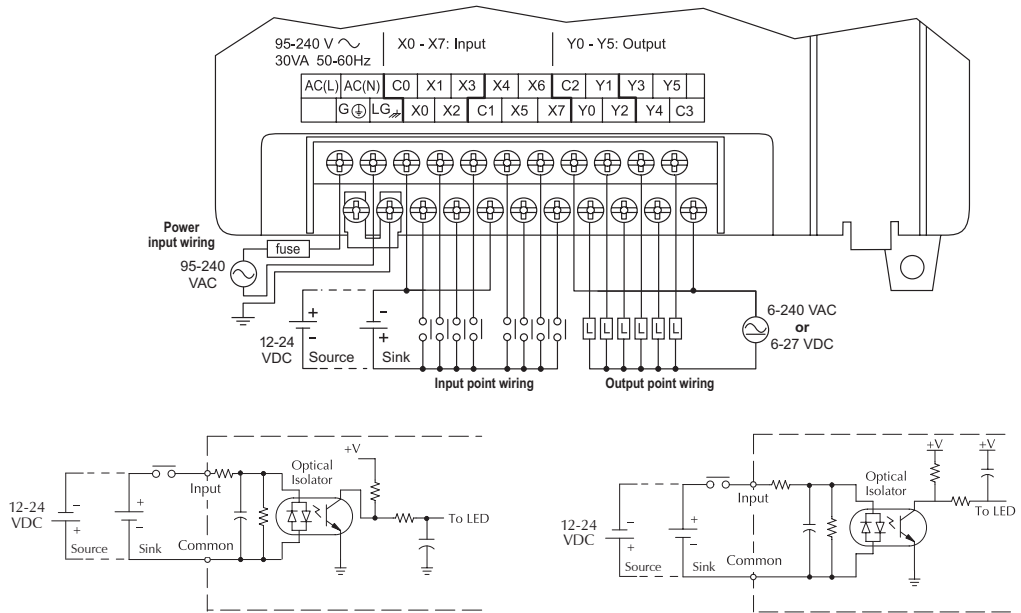 95-240 V
30VA 50-60Hz
X0 - X7: Input
Y0 - Y5: Output
AC(L) AC(N) C0 X1 X3 X4 X6 C2 Y1 Y3 Y5
G LG X0 X2 C1 X5 X7 Y0 Y2 Y4 C3
Power
input wiring
fuse
95-240
VAC
12-24
VDC
+
-
Source
-
+
Sink
L L L L L L
6-240 VAC
or
6-27 VDC
Input point wiring
Output point wiring
12-24
VDC
-
+
Source
+
-
Sink
Input
Common
Optical
Isolator
+V
To LED
12-24
VDC
-
+
Source
+
-
Sink
Input
Common
Optical
Isolator
+V +V
To LED